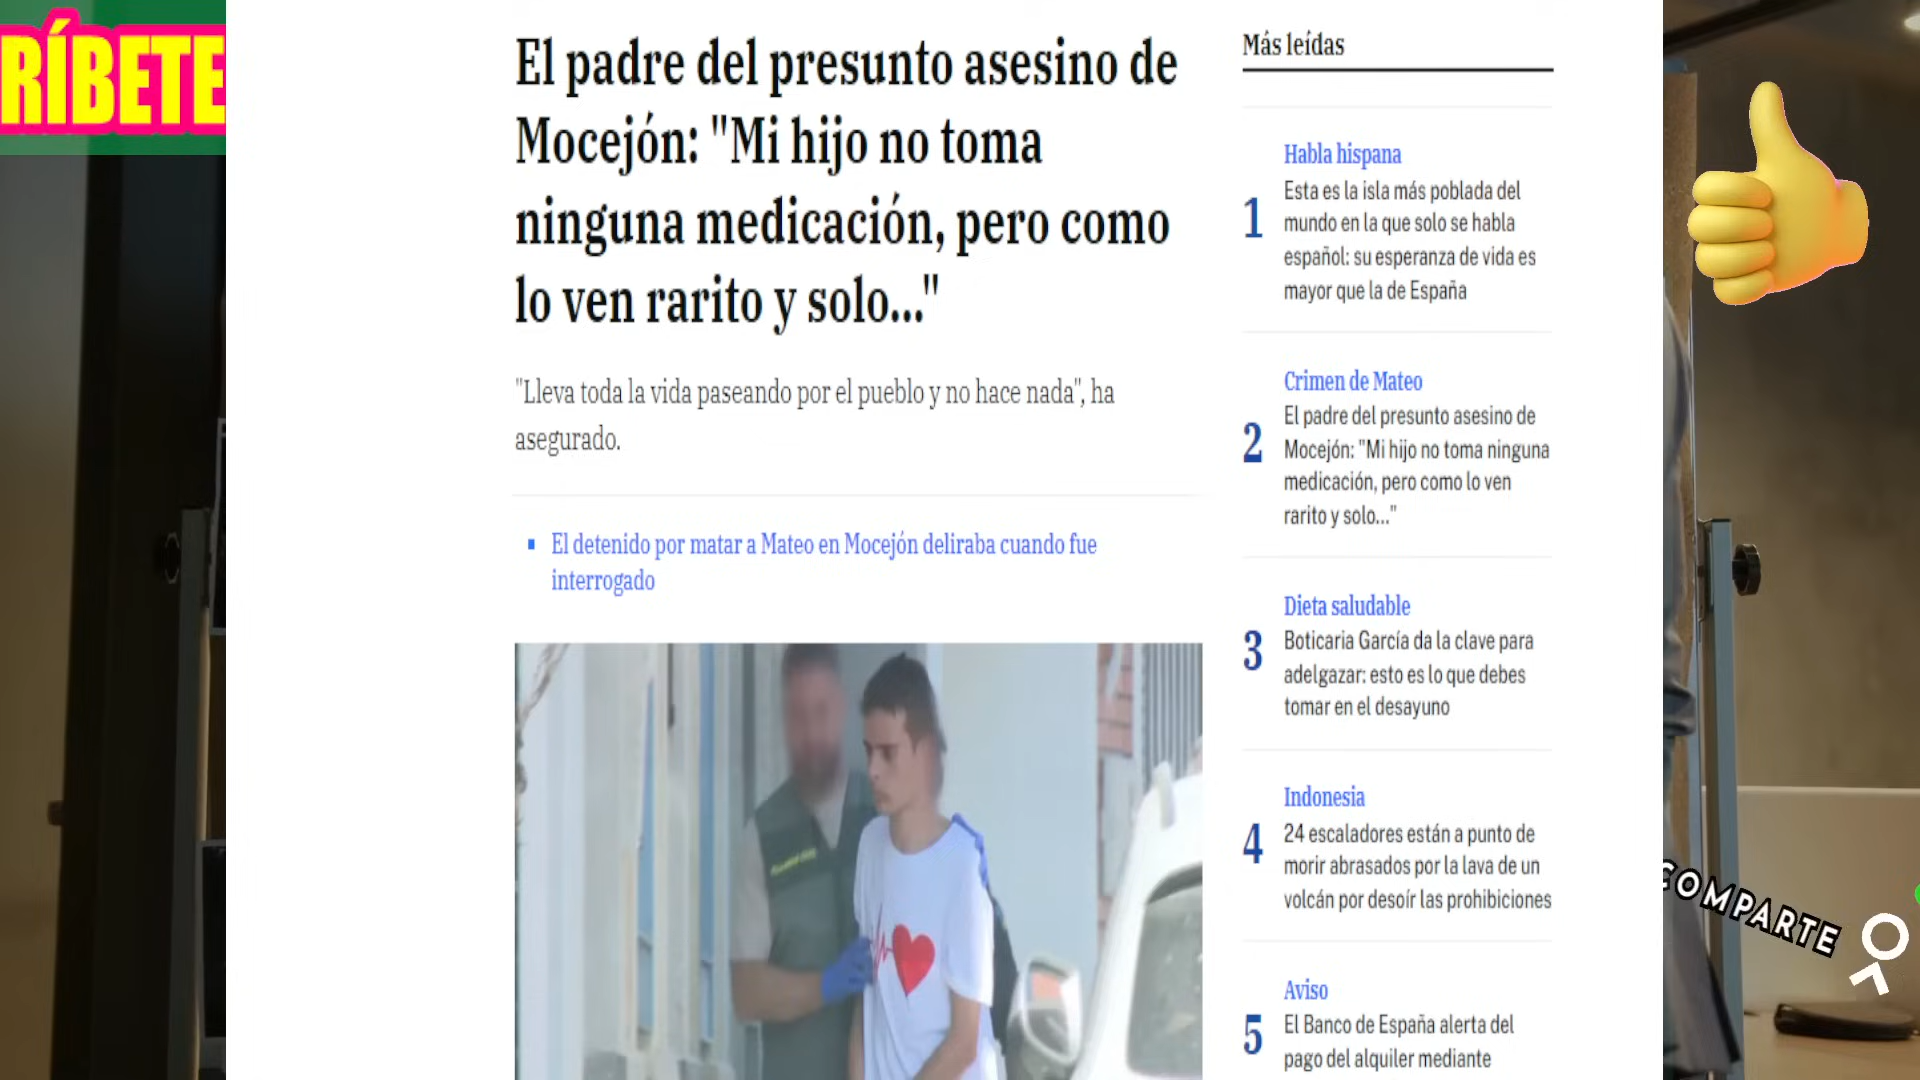 RÍBETE
El padre del presunto asesino de
Mocejón: "Mi hijo no toma
ninguna medicación, pero como
lo ven rarito y solo..."
"Lleva toda la vida paseando por el pueblo y no hace nada", ha
asegurado.
El detenido por matar a Mateo en Mocejón deliraba cuando fue
interrogado
Más leídas
1
Habla hispana
Esta es la isla más poblada del
mundo en la que solo se habla
español: su esperanza de vida es
mayor que la de España
2
Crimen de Mateo
El padre del presunto asesino de
Mocejón: "Mi hijo no toma ninguna
medicación, pero como lo ven
rarito y solo..."
3
Dieta saludable
Boticaria García da la clave para
adelgazar: esto es lo que debes
tomar en el desayuno
4
Indonesia
24 escaladores están a punto de
morir abrasados por la lava de un
volcán por desoír las prohibiciones
5
Aviso
El Banco de España alerta del
pago del alquiler mediante
COMPARTE